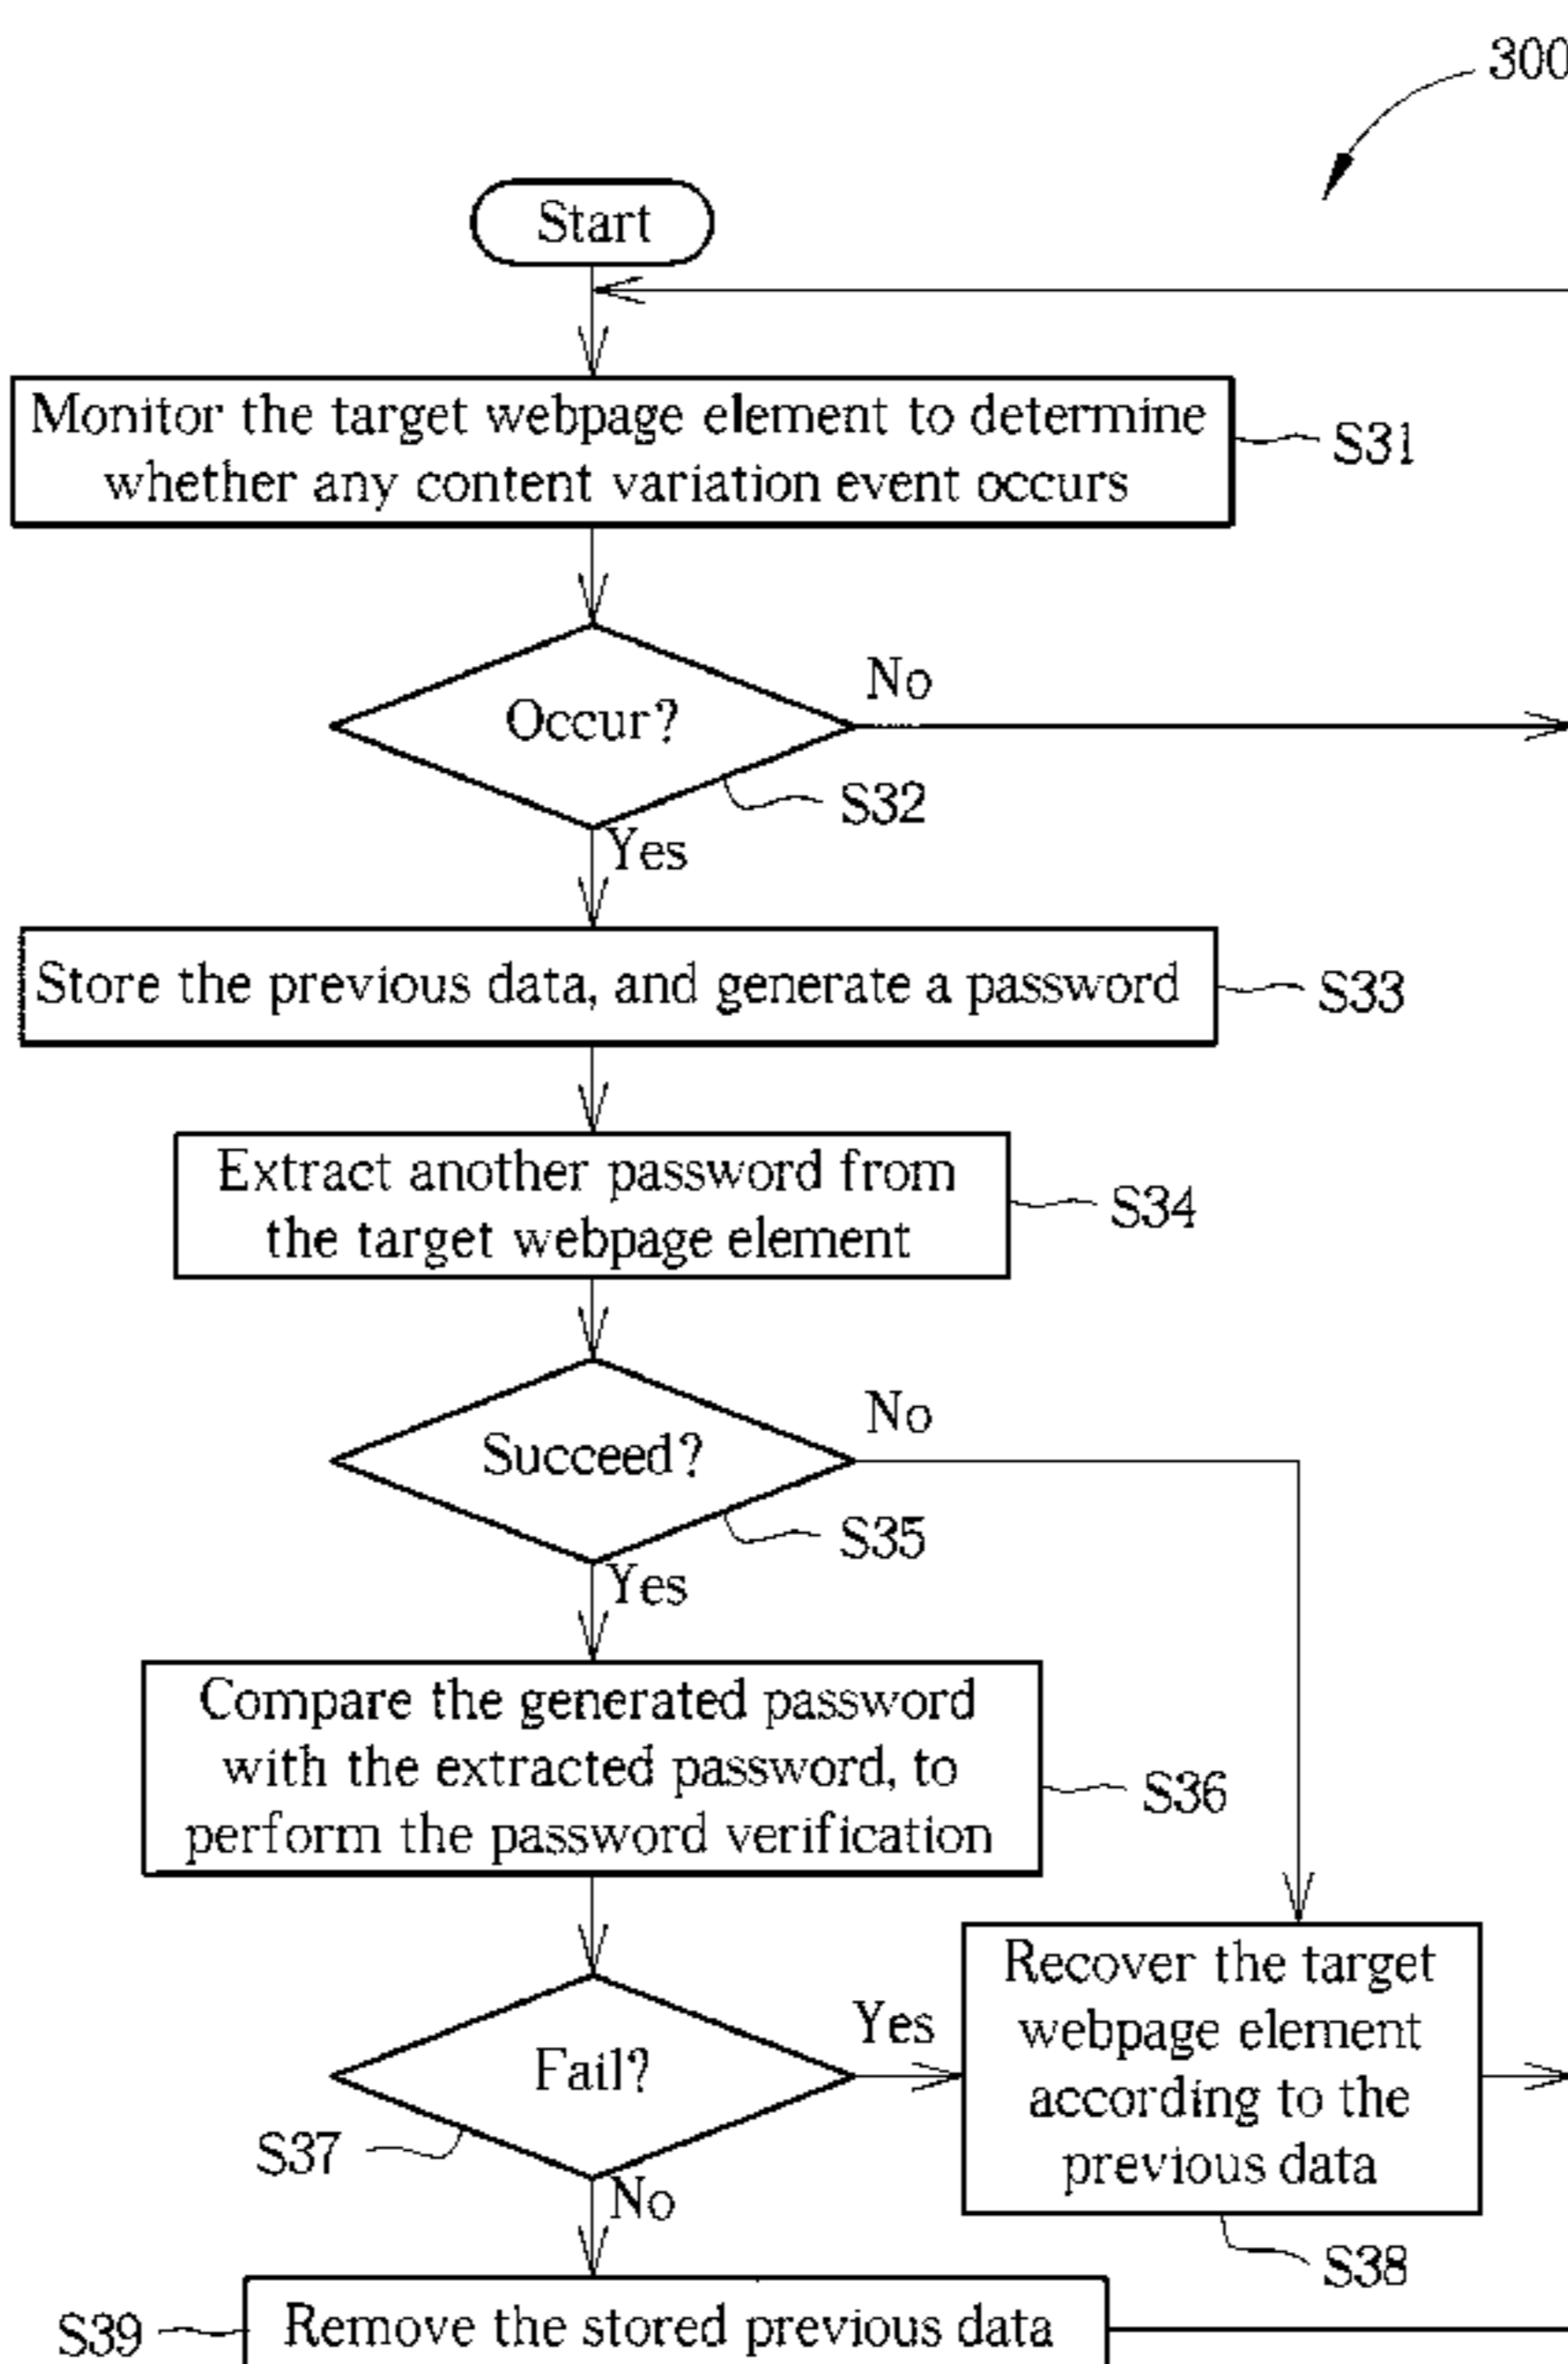 300
Start
Monitor the target webpage element to determine
whether any content variation event occurs
S31
No
Occur?
S32
Yes
Store the previous data, and generate a password
S33
Extract another password from
the target webpage element
S34
No
Succeed?
S35
Yes
Compare the generated password
with the extracted password, to
perform the password verification
S36
Yes
Fail?
S37
No
Recover the target
webpage element
according to the
previous data
S38
S39
Remove the stored previous data